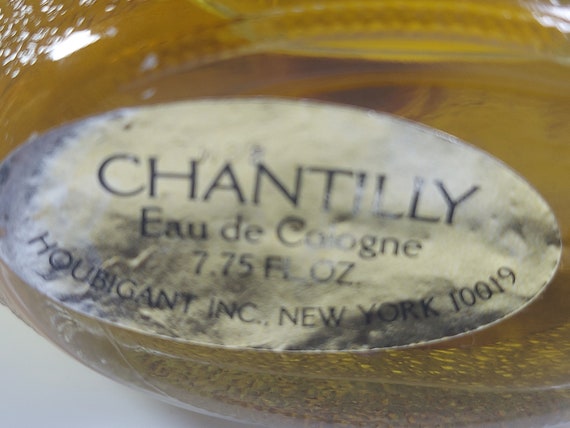 CHANTILLY
Eau de Cologne
7.75 FL. OZ.
HOUBIGANT INC., NEW YORK 10019